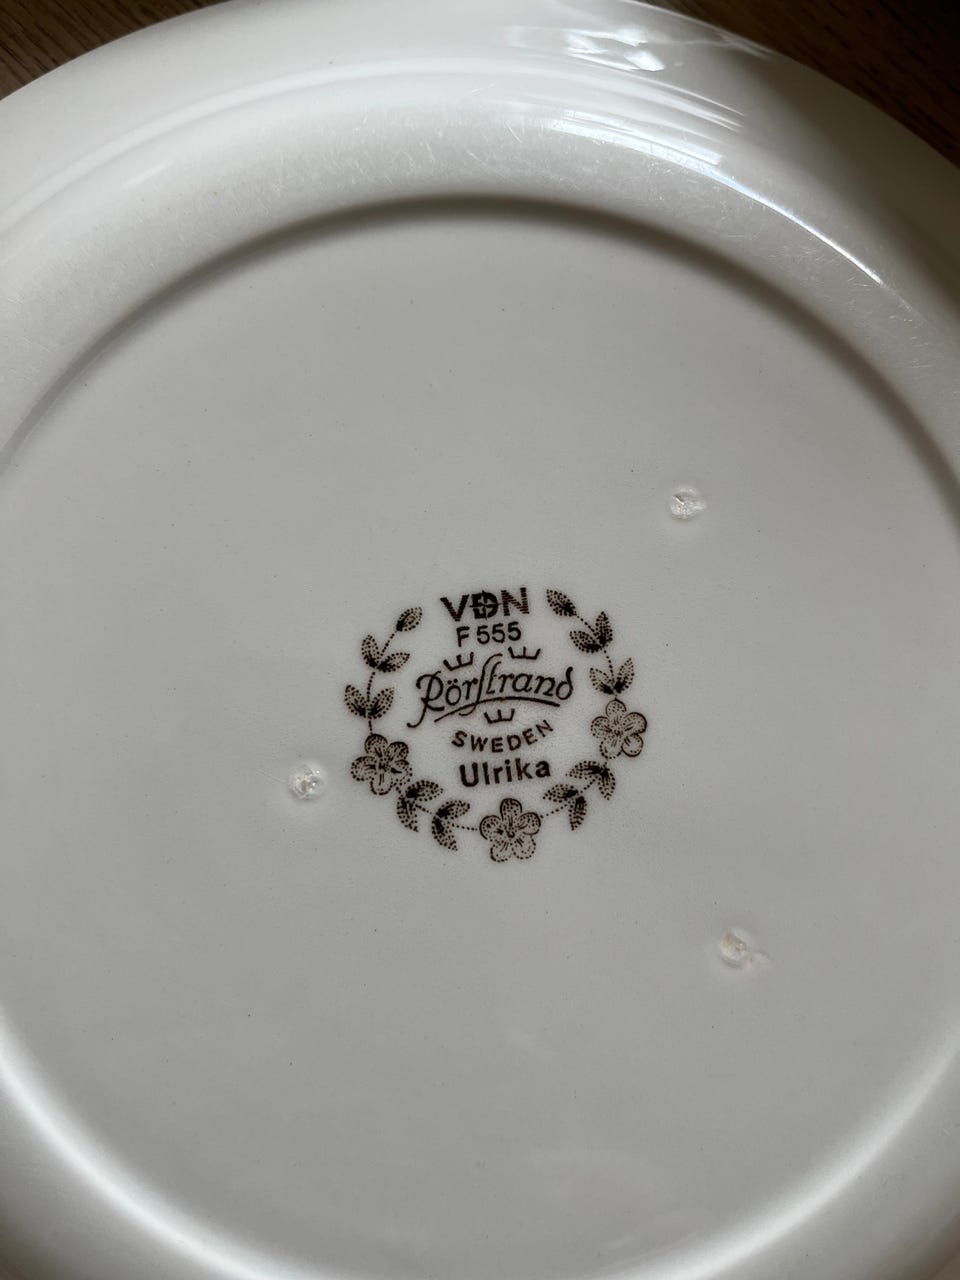 VDN
F 555
Rörstrand
SWEDEN
Ulrika